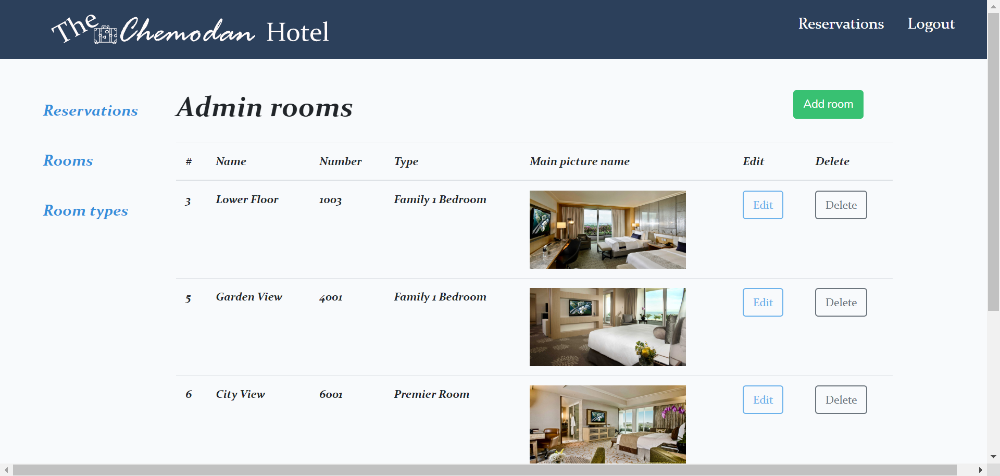 The Chemodan Hotel
Reservations Logout
Reservations
Rooms
Room types
Admin rooms
Add room
# Name Number Type Main picture name Edit Delete
3 Lower Floor 1003 Family 1 Bedroom Edit Delete
5 Garden View 4001 Family 1 Bedroom Edit Delete
6 City View 6001 Premier Room Edit Delete